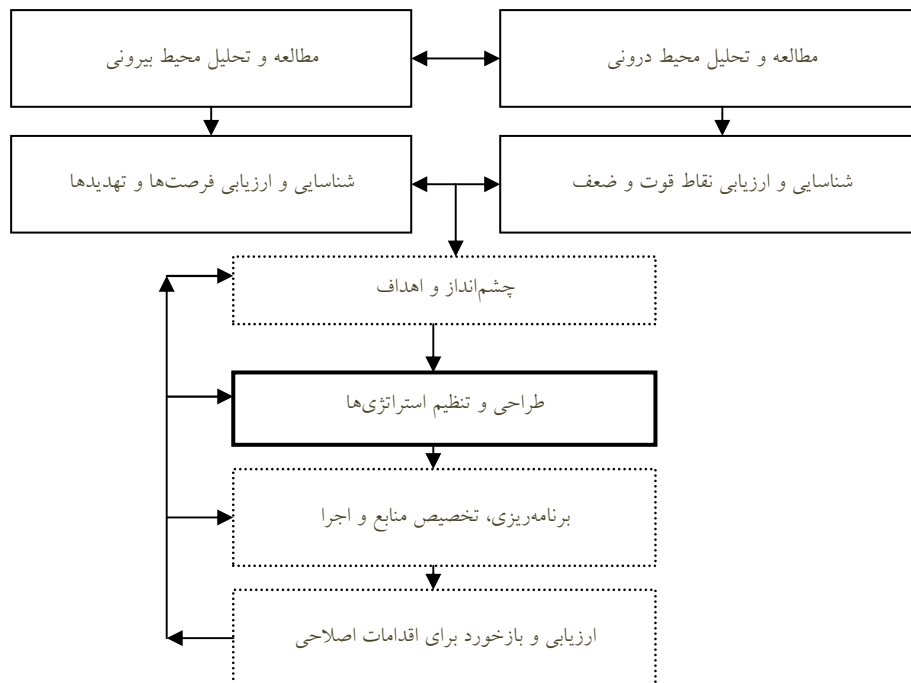 مطالعه و تحلیل محیط درونی
مطالعه و تحلیل محیط بیرونی
شناسایی و ارزیابی نقاط قوت و ضعف
شناسایی و ارزیابی فرصت‌ها و تهدیدها
چشم‌انداز و اهداف
طراحی و تنظیم استراتژی‌ها
برنامه‌ریزی، تخصیص منابع و اجرا
ارزیابی و بازخورد برای اقدامات اصلاحی